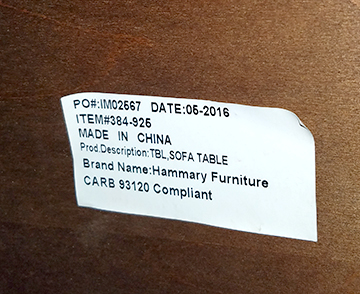 PO#:IM02567 DATE:05-2016
ITEM#384-925
MADE IN CHINA
Prod.Description:TBL,SOFA TABLE
Brand Name:Hammary Furniture
CARB 93120 Compliant